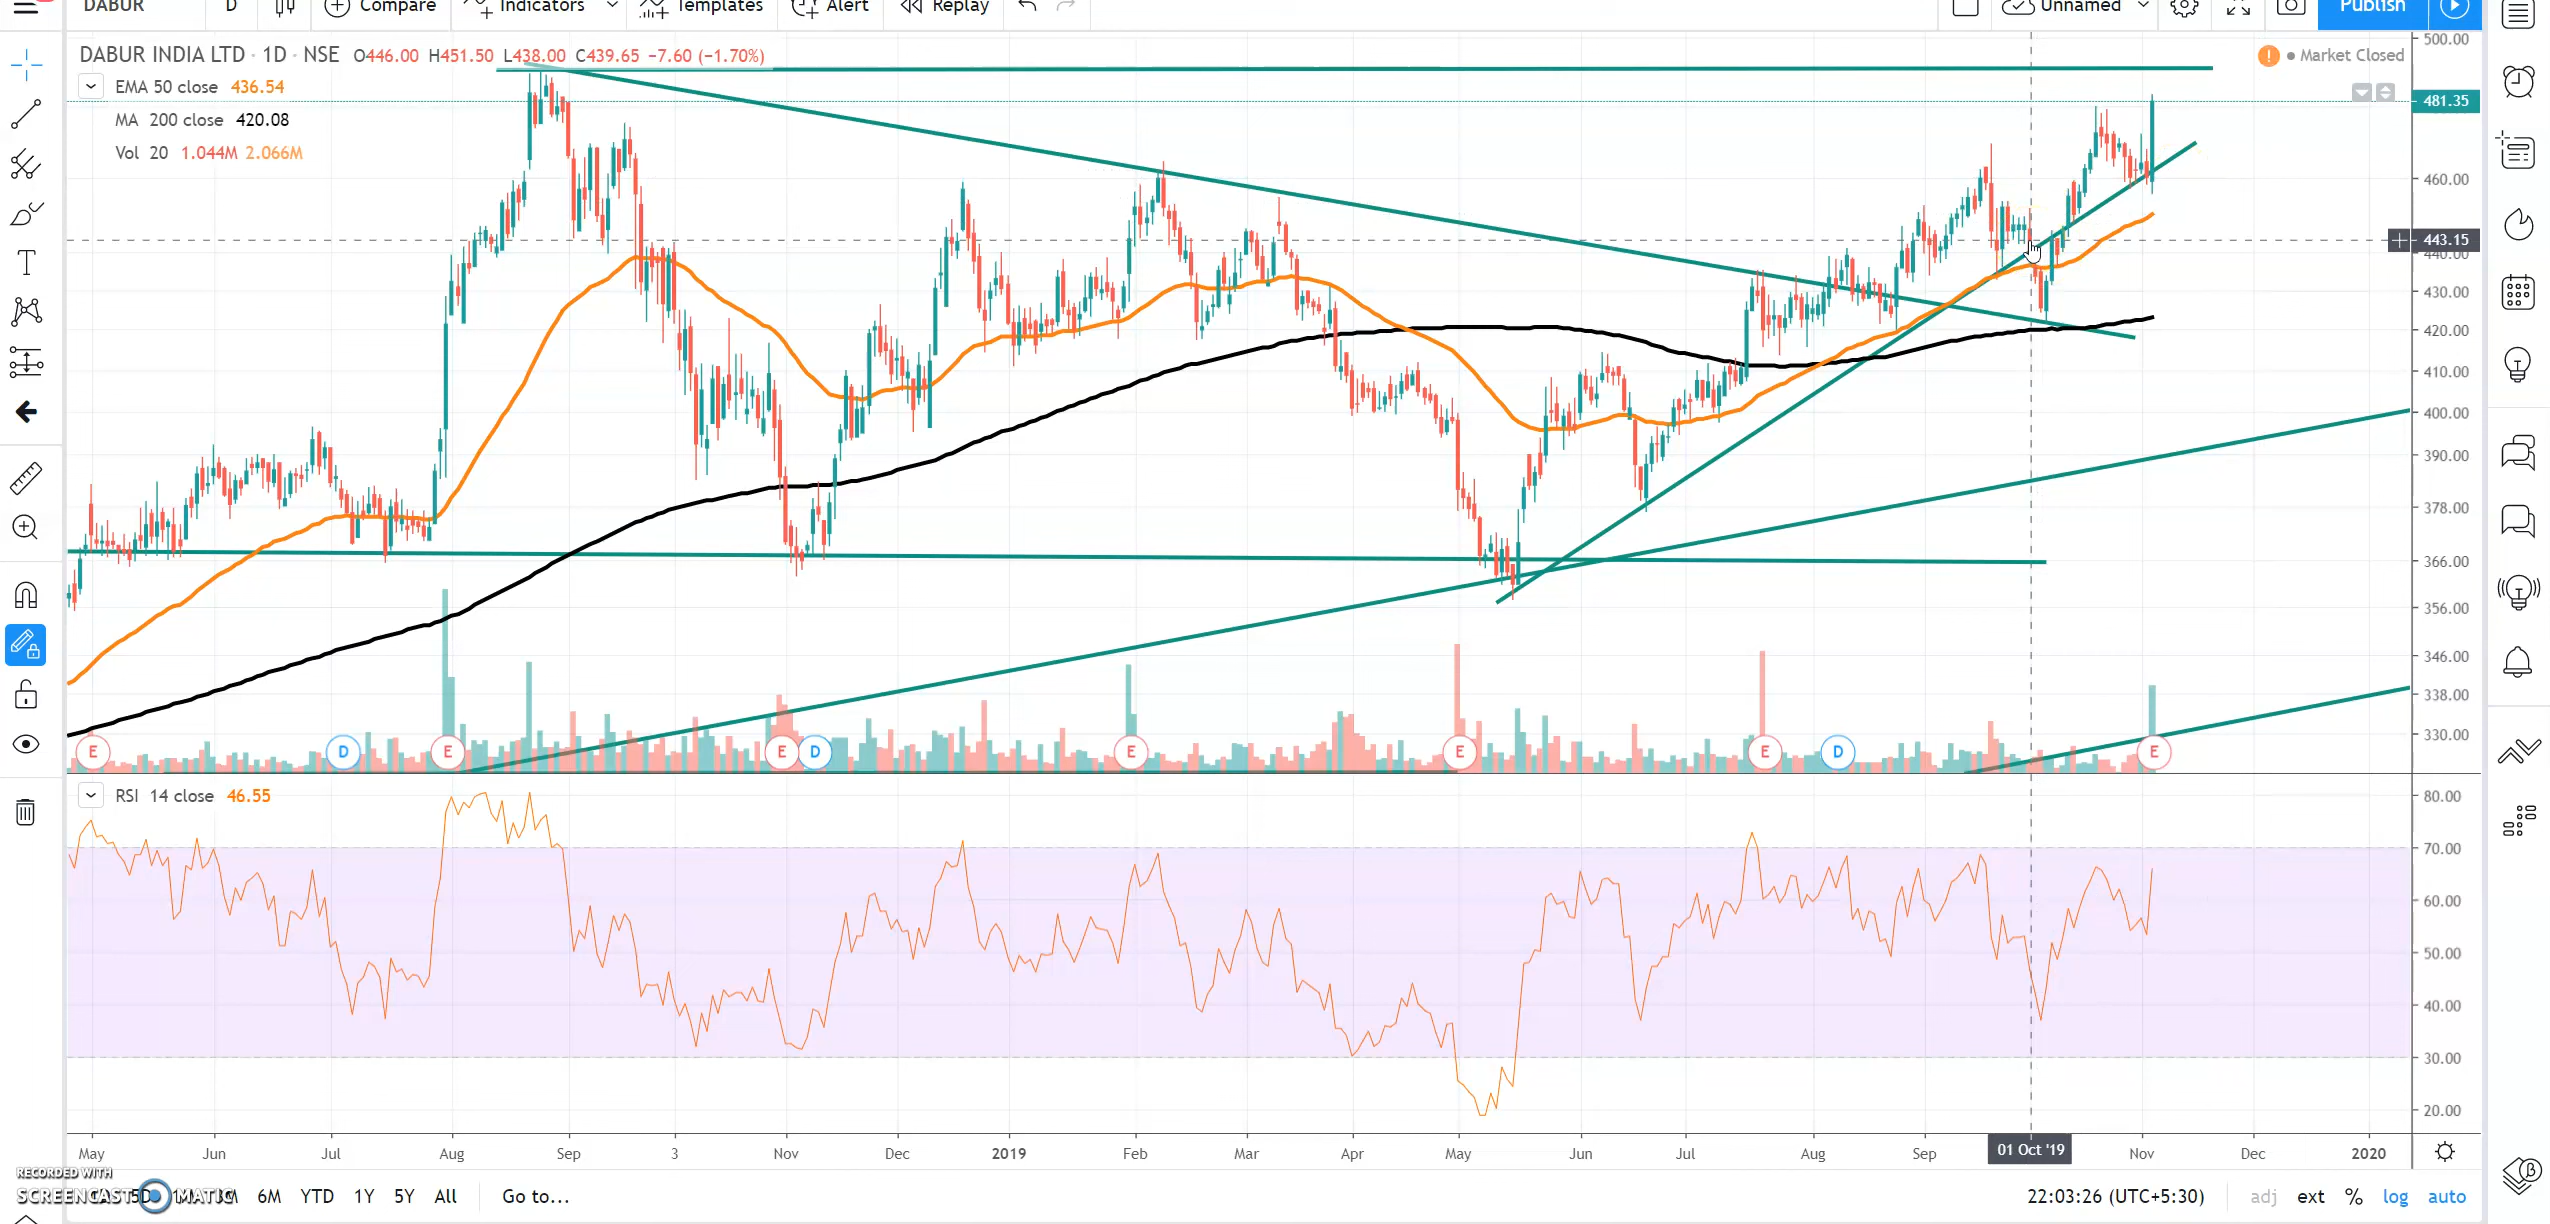 DABUR D Compare Indicators Templates Alert Replay Unnamed Publish
DABUR INDIA LTD · 1D · NSE O446.00 H451.50 L438.00 C439.65 −7.60 (−1.70%)
! Market Closed
EMA 50 close 436.54
MA 200 close 420.08
Vol 20 1.044M 2.066M
500.00
481.35
460.00
443.15
440.00
430.00
420.00
410.00
400.00
390.00
378.00
366.00
356.00
346.00
338.00
330.00
E D E E D E E E D E
RSI 14 close 46.55
80.00
70.00
60.00
50.00
40.00
30.00
20.00
May Jun Jul Aug Sep 3 Nov Dec 2019 Feb Mar Apr May Jun Jul Aug Sep 01 Oct '19 Nov Dec 2020
RECORDED WITH
SCREENCAST MATIC
5D 6M YTD 1Y 5Y All Go to... 22:03:26 (UTC+5:30) adj ext % log auto
T
β